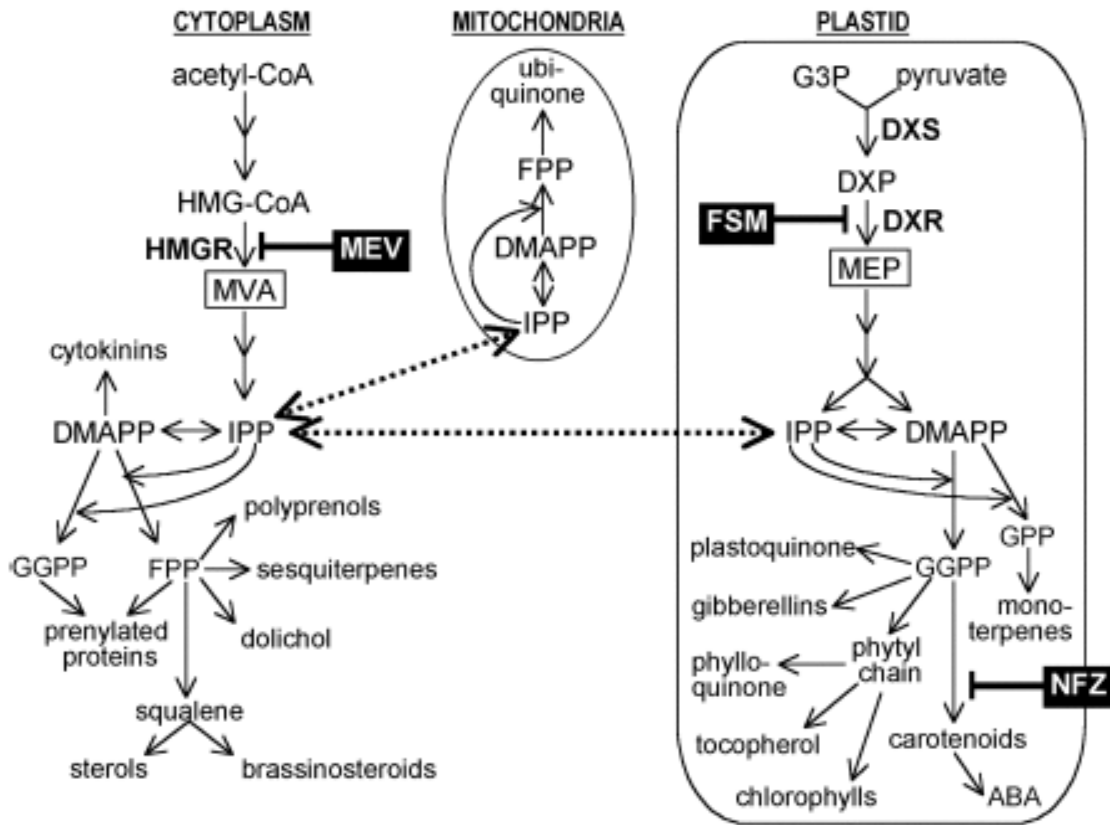 CYTOPLASM
acetyl-CoA
HMG-CoA
HMGR
MEV
MVA
cytokinins
DMAPP
IPP
polyprenols
GGPP
FPP
sesquiterpenes
prenylated
proteins
dolichol
squalene
sterols
brassinosteroids
MITOCHONDRIA
ubi-
quinone
FPP
DMAPP
IPP
PLASTID
G3P
pyruvate
DXS
DXP
FSM
DXR
MEP
IPP
DMAPP
GPP
plastoquinone
GGPP
gibberellins
mono-
terpenes
phytyl
chain
phyllo-
quinone
NFZ
tocopherol
carotenoids
chlorophylls
ABA